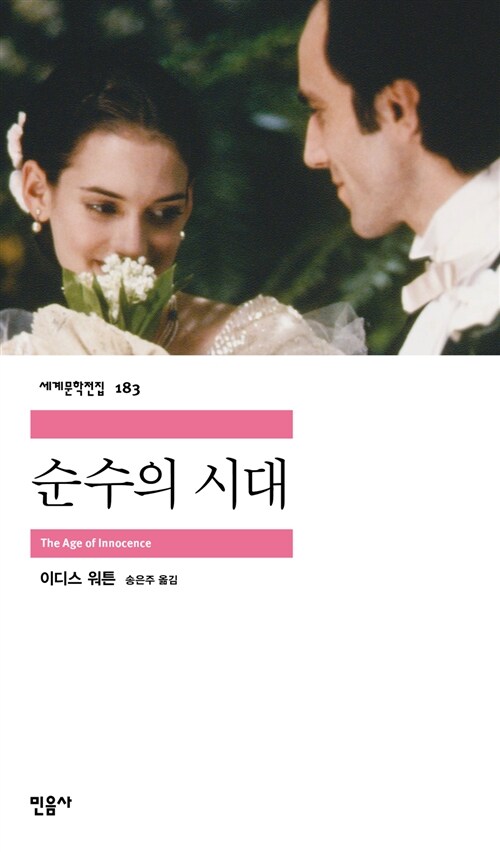 세계문학전집 183
순수의 시대
The Age of Innocence
이디스 워튼 송은주 옮김
민음사